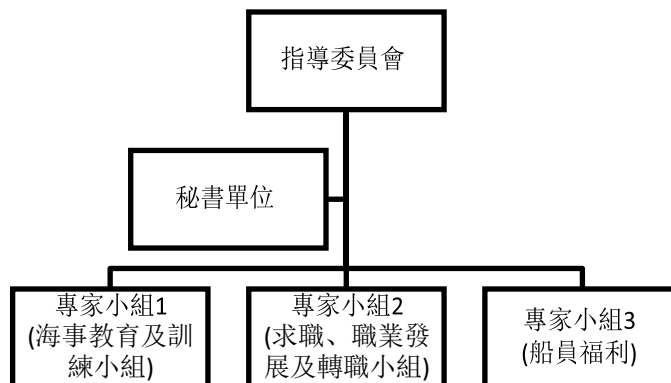 指導委員會
秘書單位
專家小組1
(海事教育及訓
練小組)
專家小組2
(求職、職業發
展及轉職小組)
專家小組3
(船員福利)